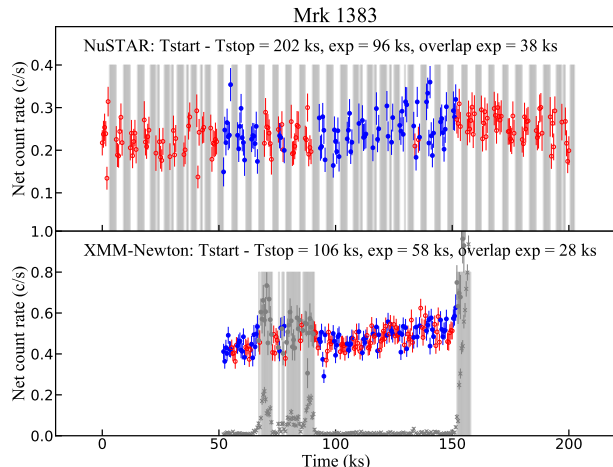 Mrk 1383
NuSTAR: Tstart - Tstop = 202 ks, exp = 96 ks, overlap exp = 38 ks
Net count rate (c/s)
0.4
0.3
0.2
0.1
1.0
XMM-Newton: Tstart - Tstop = 106 ks, exp = 58 ks, overlap exp = 28 ks
Net count rate (c/s)
0.8
0.6
0.4
0.2
0.0
0 50 100 150 200
Time (ks)